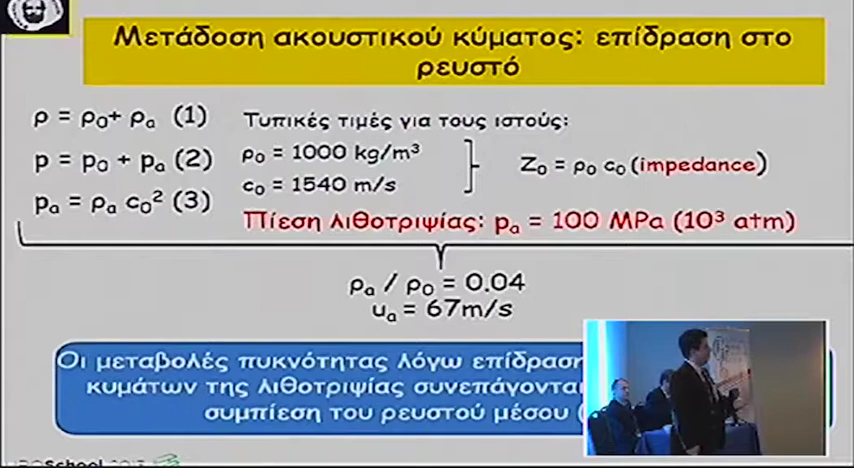 Μετάδοση ακουστικού κύματος: επίδραση στο
ρευστό
ρ = ρ₀+ ρₐ (1)
p = p₀ + pₐ (2)
pₐ = ρₐ c₀² (3)
Τυπικές τιμές για τους ιστούς:
ρ₀ = 1000 kg/m³
c₀ = 1540 m/s
Z₀ = ρ₀ c₀ (impedance)
Πίεση λιθοτριψίας: pₐ = 100 MPa (10³ atm)
ρₐ / ρ₀ = 0.04
uₐ = 67m/s
Οι μεταβολές πυκνότητας λόγω επίδραση
κυμάτων της λιθοτριψίας συνεπάγονται
συμπίεση του ρευστού μέσου (
School